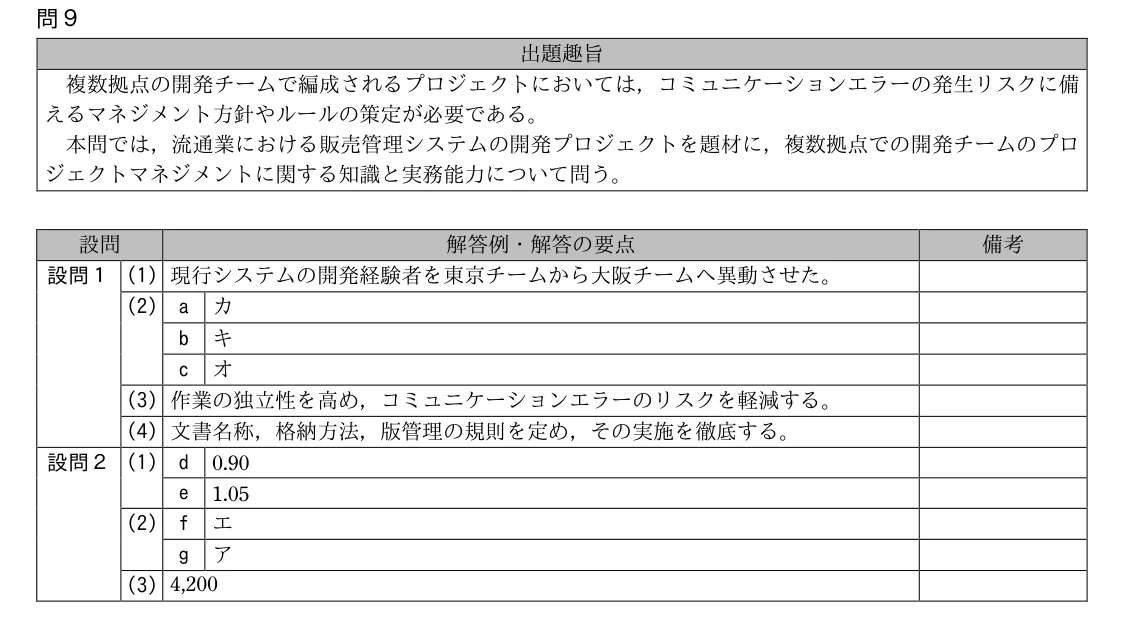 問9
出題趣旨
複数拠点の開発チームで編成されるプロジェクトにおいては，コミュニケーションエラーの発生リスクに備
えるマネジメント方針やルールの策定が必要である。
本問では，流通業における販売管理システムの開発プロジェクトを題材に，複数拠点での開発チームのプロ
ジェクトマネジメントに関する知識と実務能力について問う。
設問 解答例・解答の要点 備考
設問1 (1) 現行システムの開発経験者を東京チームから大阪チームへ異動させた。
(2) a カ
b キ
c オ
(3) 作業の独立性を高め，コミュニケーションエラーのリスクを軽減する。
(4) 文書名称，格納方法，版管理の規則を定め，その実施を徹底する。
設問2 (1) d 0.90
e 1.05
(2) f エ
g ア
(3) 4,200